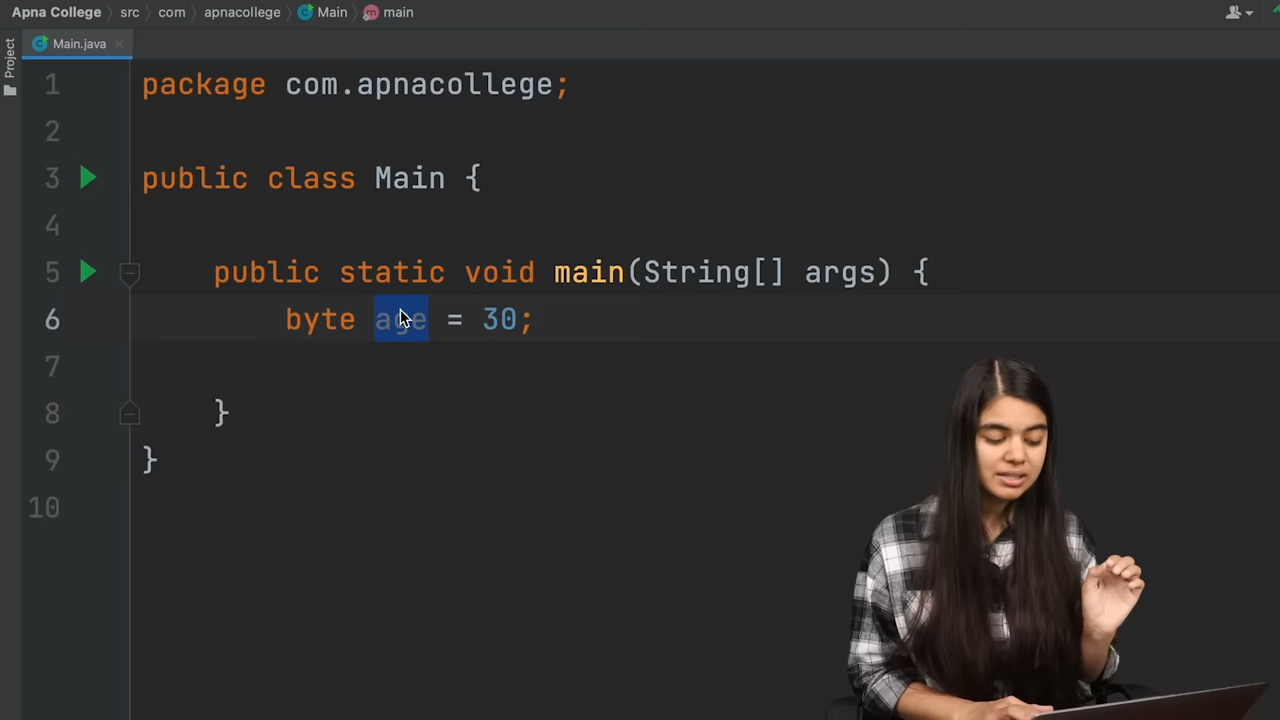 Apna College > src > com > apnacollege > Main > main
Project
Main.java
1 package com.apnacollege;
2
3 public class Main {
4
5 public static void main(String[] args) {
6 byte age = 30;
7
8 }
9 }
10